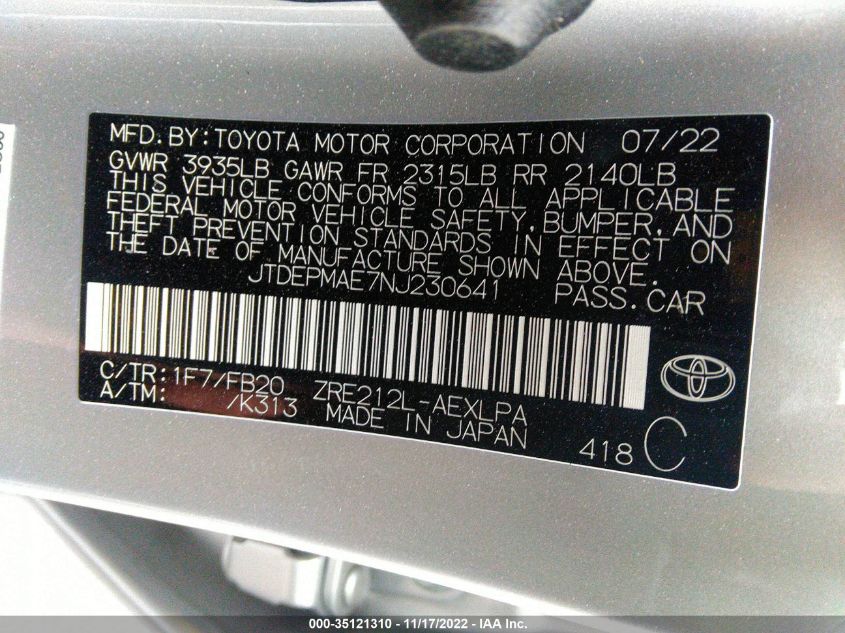 MFD. BY: TOYOTA MOTOR CORPORATION 07/22
GVWR 3935LB GAWR FR 2315LB RR 2140LB
THIS VEHICLE CONFORMS TO ALL APPLICABLE
FEDERAL MOTOR VEHICLE SAFETY, BUMPER, AND
THEFT PREVENTION STANDARDS IN EFFECT ON
THE DATE OF MANUFACTURE SHOWN ABOVE.
JTDEPMAE7NJ230641 PASS. CAR
C/TR: 1F7/FB20 ZRE212L-AEXLPA
A/TM: /K313 MADE IN JAPAN
418 C
000-35121310 - 11/17/2022 - IAA Inc.